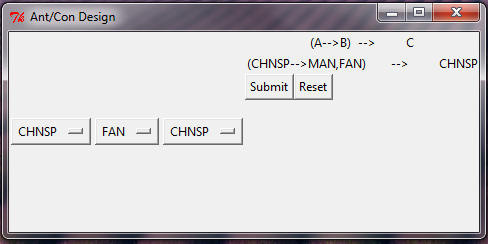 Ant/Con Design
(A-->B) --> C
(CHNSP-->MAN,FAN) --> CHNSP
Submit Reset
CHNSP FAN CHNSP